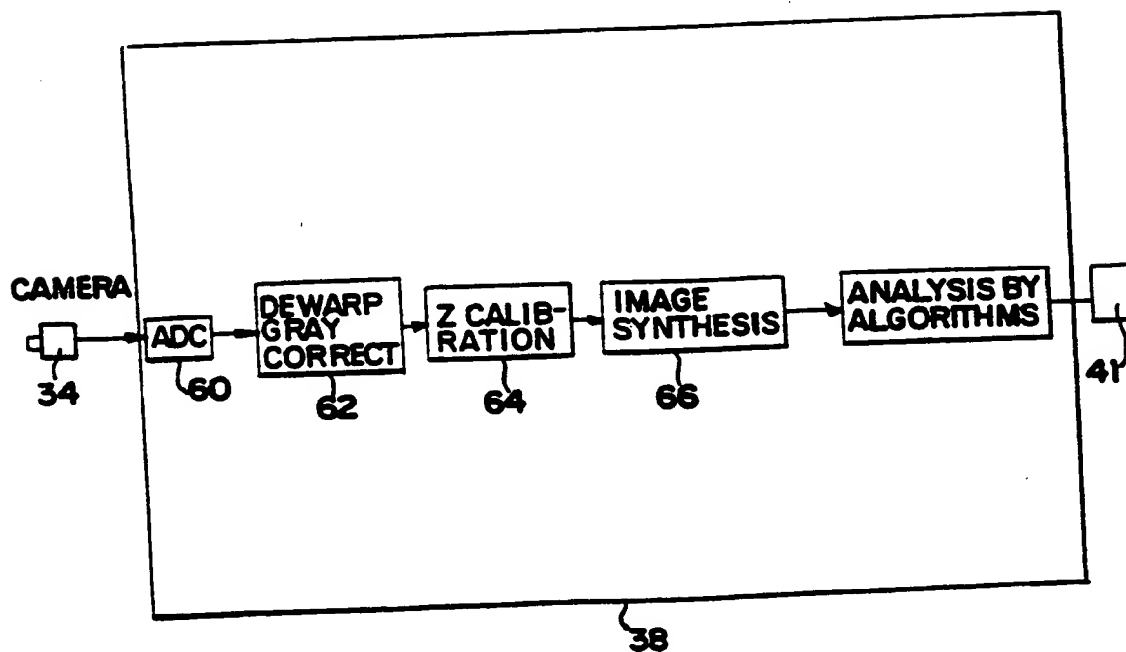 CAMERA
34
ADC
60
DEWARP
GRAY
CORRECT
62
Z CALIB-
RATION
64
IMAGE
SYNTHESIS
66
ANALYSIS BY
ALGORITHMS
41
38